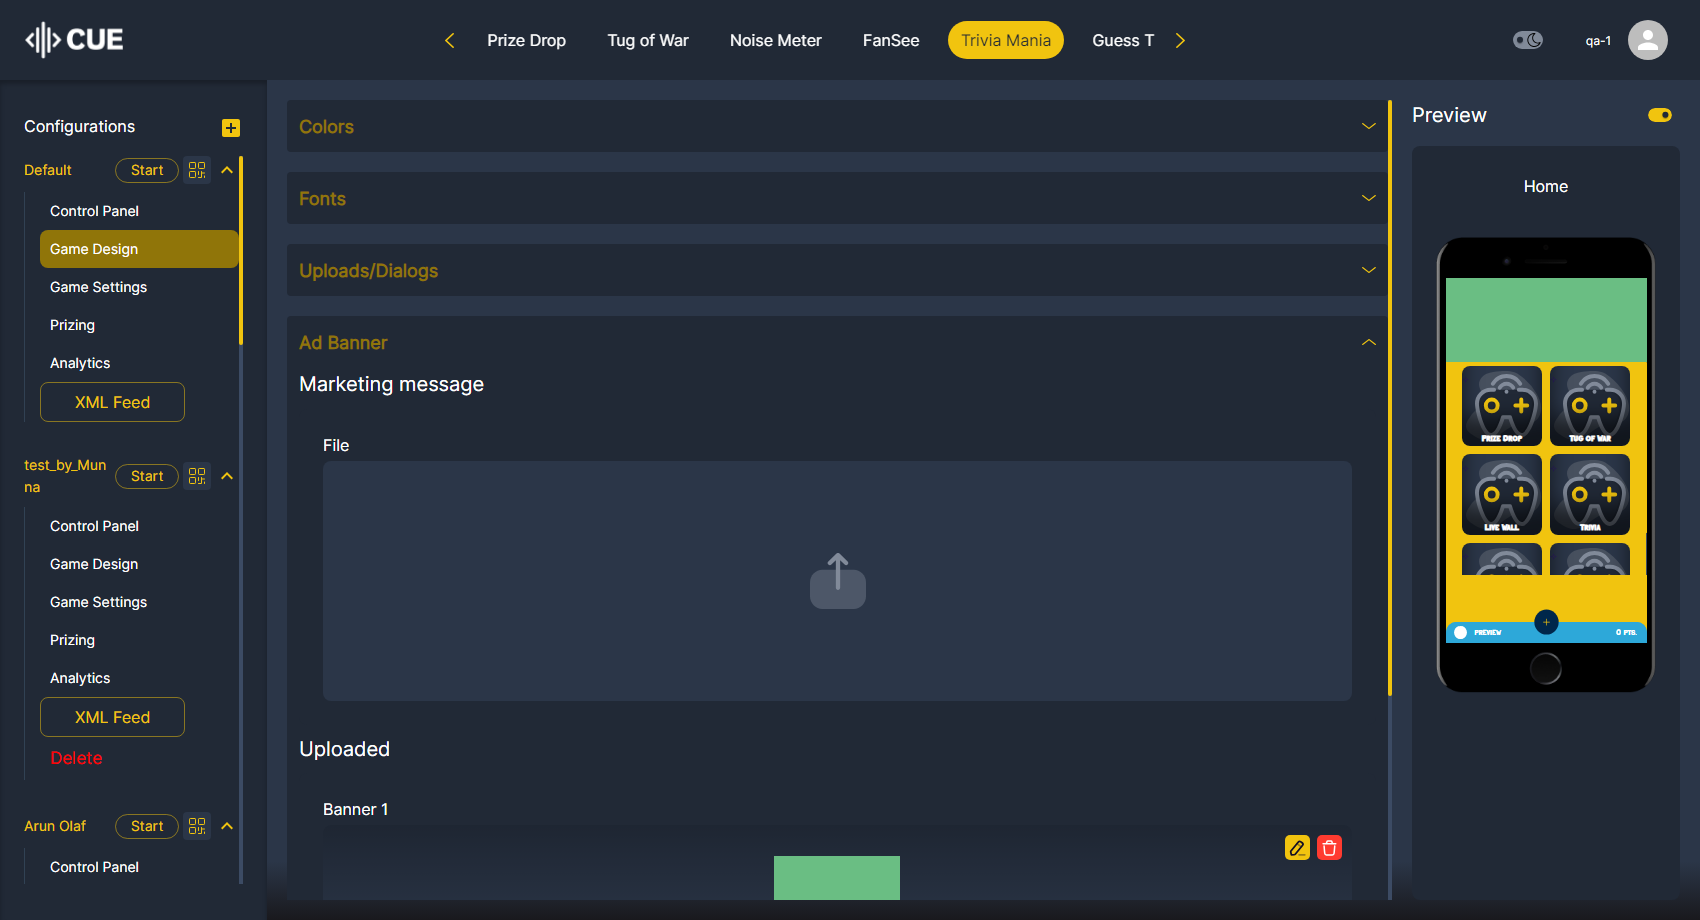 CUE
Prize Drop
Tug of War
Noise Meter
FanSee
Trivia Mania
Guess T
qa-1
Configurations
Default
Start
Control Panel
Game Design
Game Settings
Prizing
Analytics
XML Feed
test_by_Mun
na
Start
Control Panel
Game Design
Game Settings
Prizing
Analytics
XML Feed
Delete
Arun Olaf
Start
Control Panel
Colors
Fonts
Uploads/Dialogs
Ad Banner
Marketing message
File
Uploaded
Banner 1
Preview
Home
Prize Drop
Tug of War
Live Wall
Trivia
PREVIEW
0 PTS.